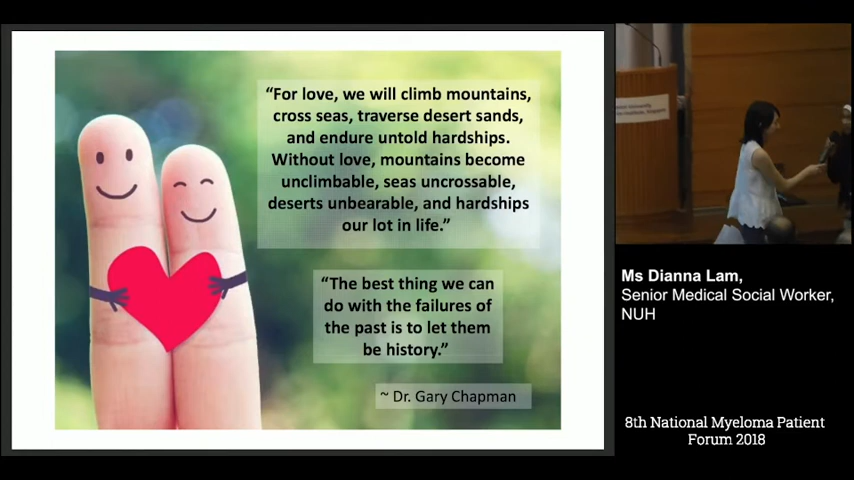 “For love, we will climb mountains,
cross seas, traverse desert sands,
and endure untold hardships.
Without love, mountains become
unclimbable, seas uncrossable,
deserts unbearable, and hardships
our lot in life.”
“The best thing we can
do with the failures of
the past is to let them
be history.”
~ Dr. Gary Chapman
Ms Dianna Lam,
Senior Medical Social Worker,
NUH
8th National Myeloma Patient
Forum 2018